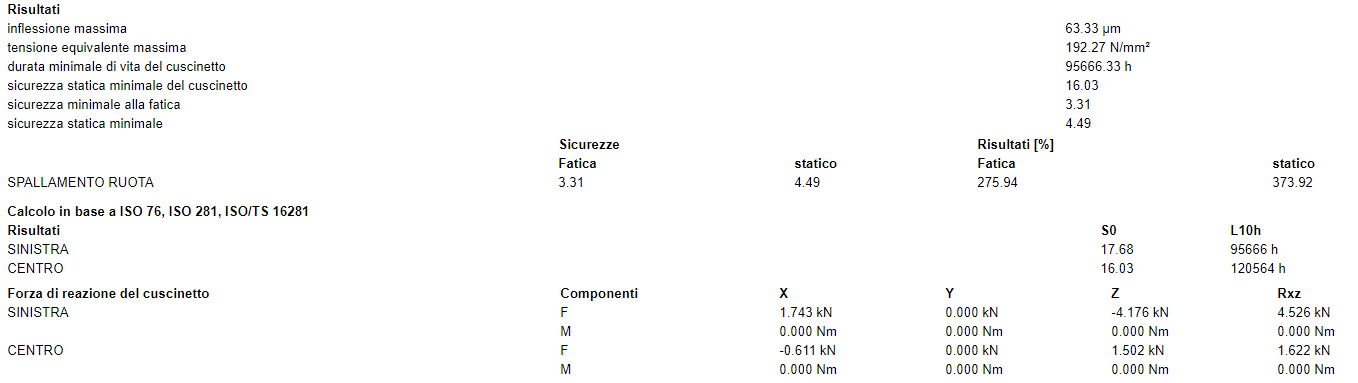 Risultati
inflessione massima 63.33 µm
tensione equivalente massima 192.27 N/mm²
durata minimale di vita del cuscinetto 95666.33 h
sicurezza statica minimale del cuscinetto 16.03
sicurezza minimale alla fatica 3.31
sicurezza statica minimale 4.49
Sicurezze Risultati [%]
Fatica statico Fatica statico
SPALLAMENTO RUOTA 3.31 4.49 275.94 373.92
Calcolo in base a ISO 76, ISO 281, ISO/TS 16281
Risultati S0 L10h
SINISTRA 17.68 95666 h
CENTRO 16.03 120564 h
Forza di reazione del cuscinetto Componenti X Y Z Rxz
SINISTRA F 1.743 kN 0.000 kN -4.176 kN 4.526 kN
M 0.000 Nm 0.000 Nm 0.000 Nm 0.000 Nm
CENTRO F -0.611 kN 0.000 kN 1.502 kN 1.622 kN
M 0.000 Nm 0.000 Nm 0.000 Nm 0.000 Nm